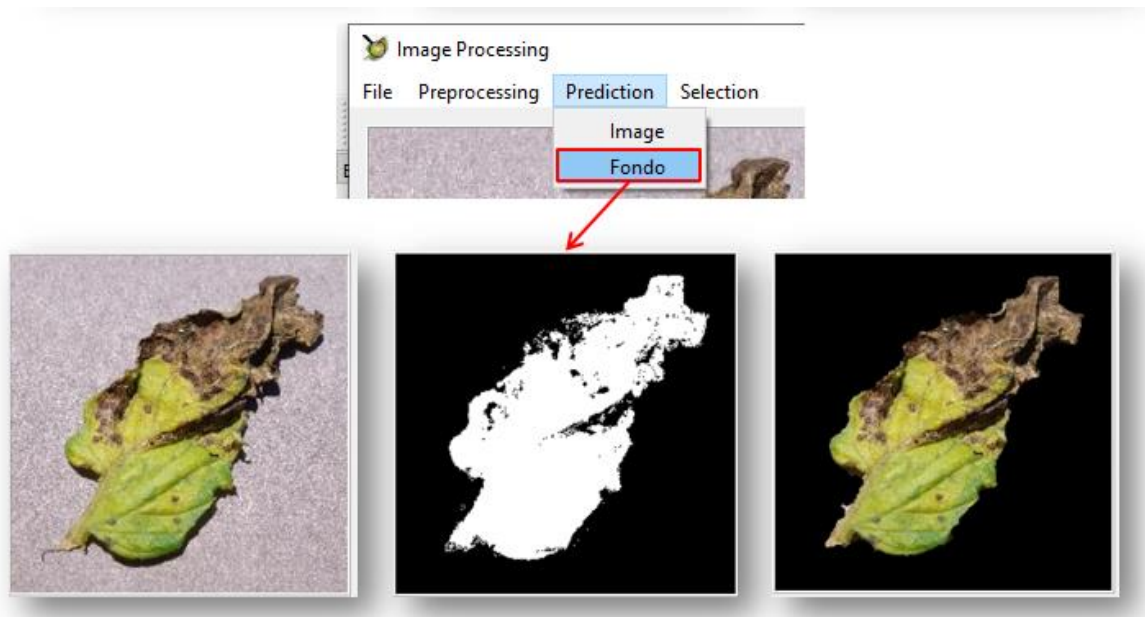 Image Processing
File Preprocessing Prediction Selection
Image
Fondo
E